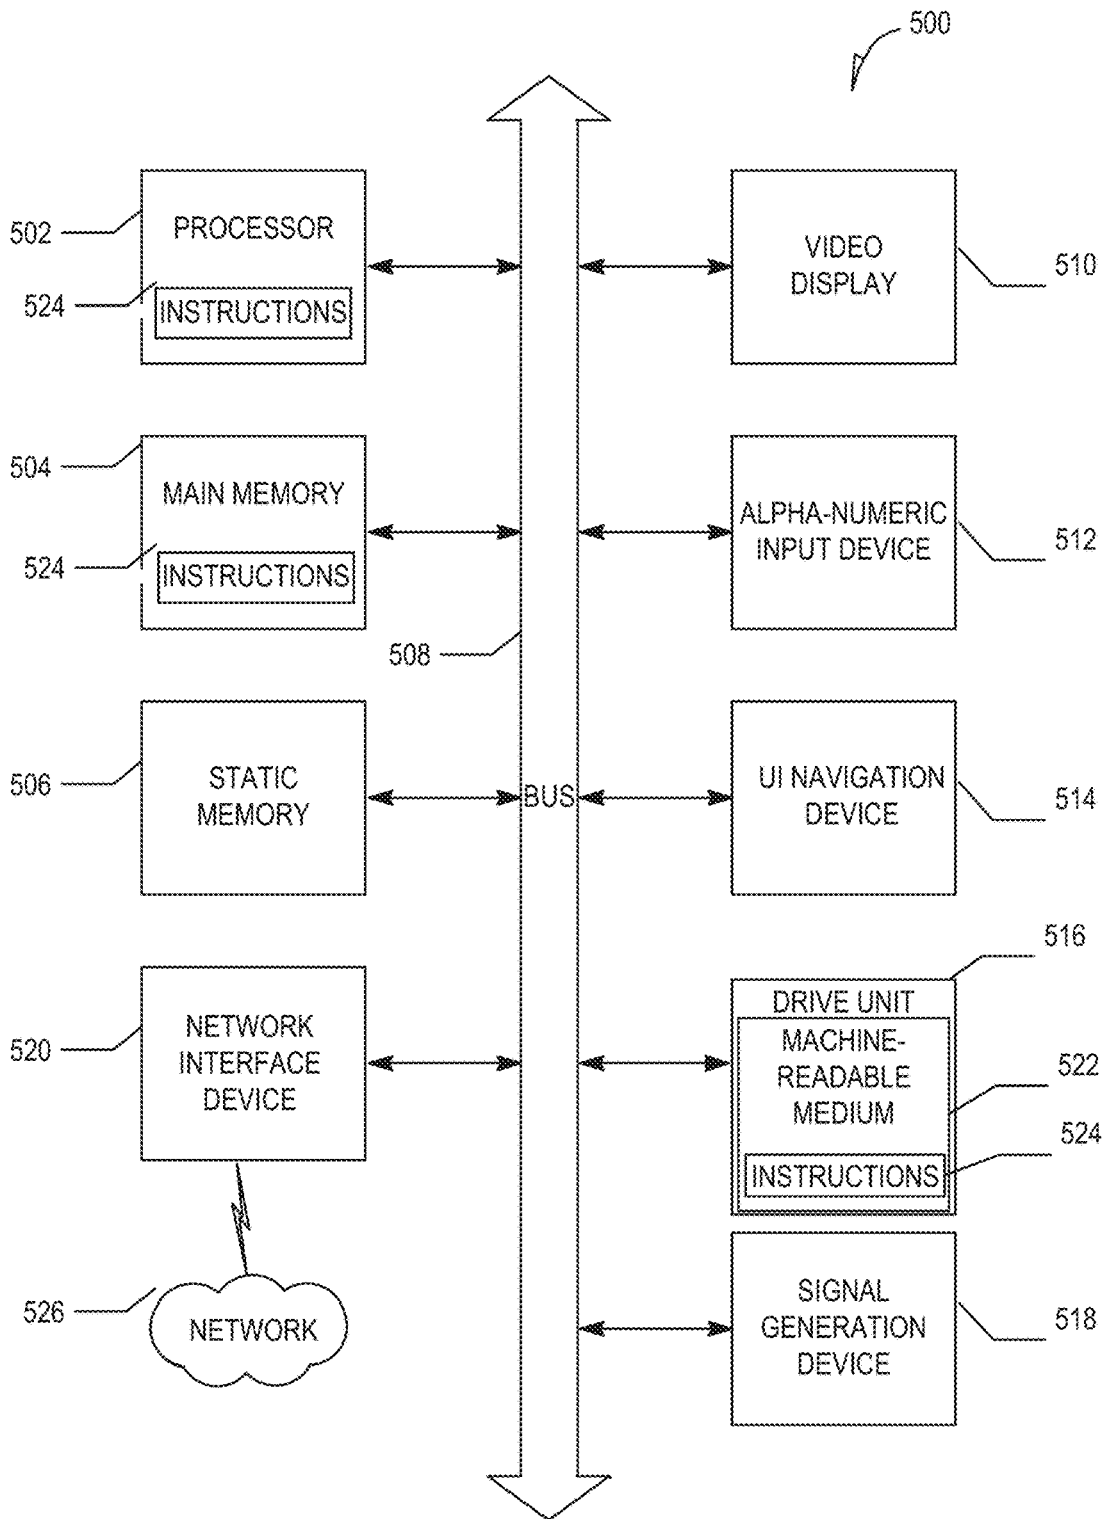 500
502
PROCESSOR
524
INSTRUCTIONS
504
MAIN MEMORY
524
INSTRUCTIONS
508
506
STATIC
MEMORY
520
NETWORK
INTERFACE
DEVICE
526
NETWORK
BUS
VIDEO
DISPLAY
510
ALPHA-NUMERIC
INPUT DEVICE
512
UI NAVIGATION
DEVICE
514
516
DRIVE UNIT
MACHINE-
READABLE
MEDIUM
522
524
INSTRUCTIONS
SIGNAL
GENERATION
DEVICE
518